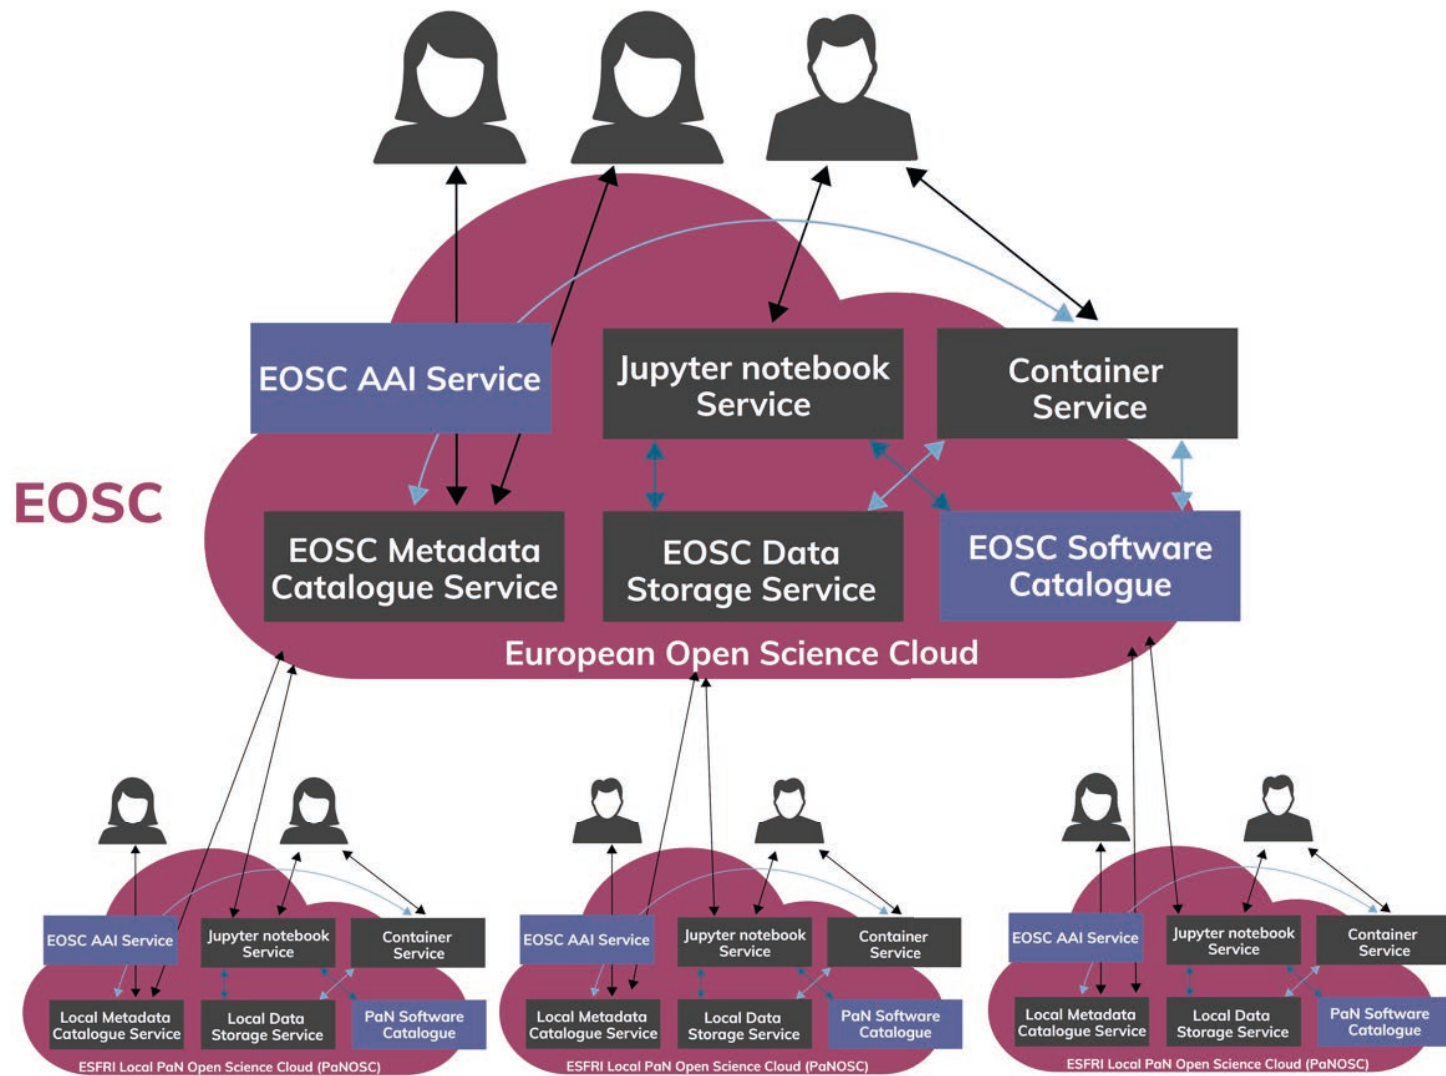 EOSC AAI Service
Jupyter notebook
Service
Container
Service
EOSC
EOSC Metadata
Catalogue Service
EOSC Data
Storage Service
EOSC Software
Catalogue
European Open Science Cloud
EOSC AAI Service
Jupyter notebook
Service
Container
Service
Local Metadata
Catalogue Service
Local Data
Storage Service
PaN Software
Catalogue
ESFRI Local PaN Open Science Cloud (PaNOSC)
EOSC AAI Service
Jupyter notebook
Service
Container
Service
Local Metadata
Catalogue Service
Local Data
Storage Service
PaN Software
Catalogue
ESFRI Local PaN Open Science Cloud (PaNOSC)
EOSC AAI Service
Jupyter notebook
Service
Container
Service
Local Metadata
Catalogue Service
Local Data
Storage Service
PaN Software
Catalogue
ESFRI Local PaN Open Science Cloud (PaNOSC)